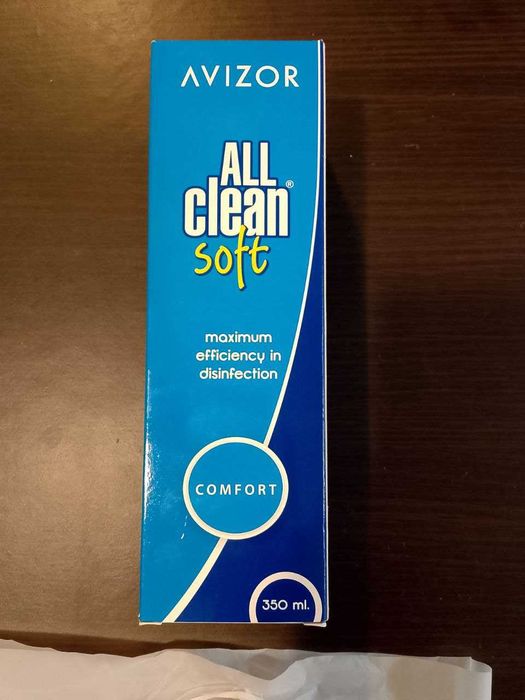 AVIZOR
ALL
clean®
soft
maximum
efficiency in
disinfection
COMFORT
350 ml.